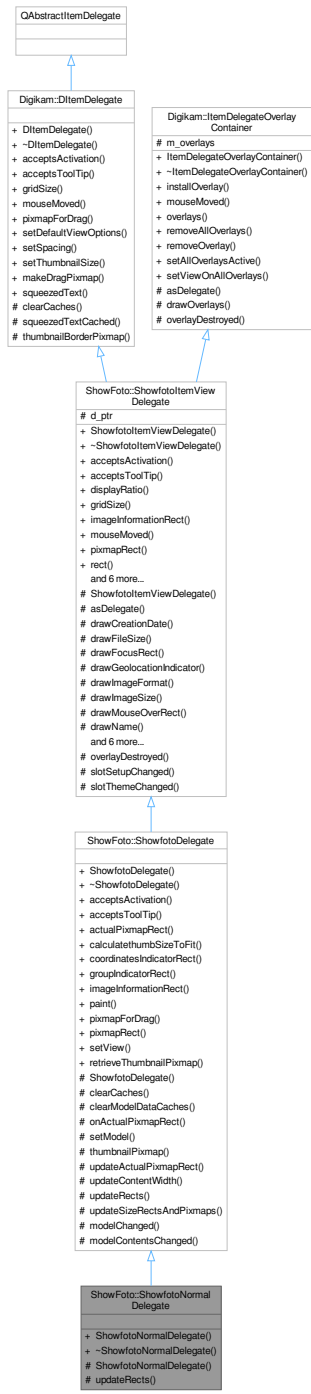 QAbstractItemDelegate
Digikam::DItemDelegate
+ DItemDelegate()
+ ~DItemDelegate()
+ acceptsActivation()
+ acceptsToolTip()
+ gridSize()
+ mouseMoved()
+ pixmapForDrag()
+ setDefaultViewOptions()
+ setSpacing()
+ setThumbnailSize()
+ makeDragPixmap()
+ squeezedText()
# clearCaches()
# squeezedTextCached()
# thumbnailBorderPixmap()
Digikam::ItemDelegateOverlay
Container
# m_overlays
+ ItemDelegateOverlayContainer()
+ ~ItemDelegateOverlayContainer()
+ installOverlay()
+ mouseMoved()
+ overlays()
+ removeAllOverlays()
+ removeOverlay()
+ setAllOverlaysActive()
+ setViewOnAllOverlays()
# asDelegate()
# drawOverlays()
# overlayDestroyed()
ShowFoto::ShowfotoItemView
Delegate
# d_ptr
+ ShowfotoItemViewDelegate()
+ ~ShowfotoItemViewDelegate()
+ acceptsActivation()
+ acceptsToolTip()
+ displayRatio()
+ gridSize()
+ imageInformationRect()
+ mouseMoved()
+ pixmapRect()
+ rect()
and 6 more...
# ShowfotoItemViewDelegate()
# asDelegate()
# drawCreationDate()
# drawFileSize()
# drawFocusRect()
# drawGeolocationIndicator()
# drawImageFormat()
# drawImageSize()
# drawMouseOverRect()
# drawName()
and 6 more...
# overlayDestroyed()
# slotSetupChanged()
# slotThemeChanged()
ShowFoto::ShowfotoDelegate
+ ShowfotoDelegate()
+ ~ShowfotoDelegate()
+ acceptsActivation()
+ acceptsToolTip()
+ actualPixmapRect()
+ calculatethumbSizeToFit()
+ coordinatesIndicatorRect()
+ groupIndicatorRect()
+ imageInformationRect()
+ paint()
+ pixmapForDrag()
+ pixmapRect()
+ setView()
+ retrieveThumbnailPixmap()
# ShowfotoDelegate()
# clearCaches()
# clearModelDataCaches()
# onActualPixmapRect()
# setModel()
# thumbnailPixmap()
# updateActualPixmapRect()
# updateContentWidth()
# updateRects()
# updateSizeRectsAndPixmaps()
# modelChanged()
# modelContentsChanged()
ShowFoto::ShowfotoNormal
Delegate
+ ShowfotoNormalDelegate()
+ ~ShowfotoNormalDelegate()
# ShowfotoNormalDelegate()
# updateRects()